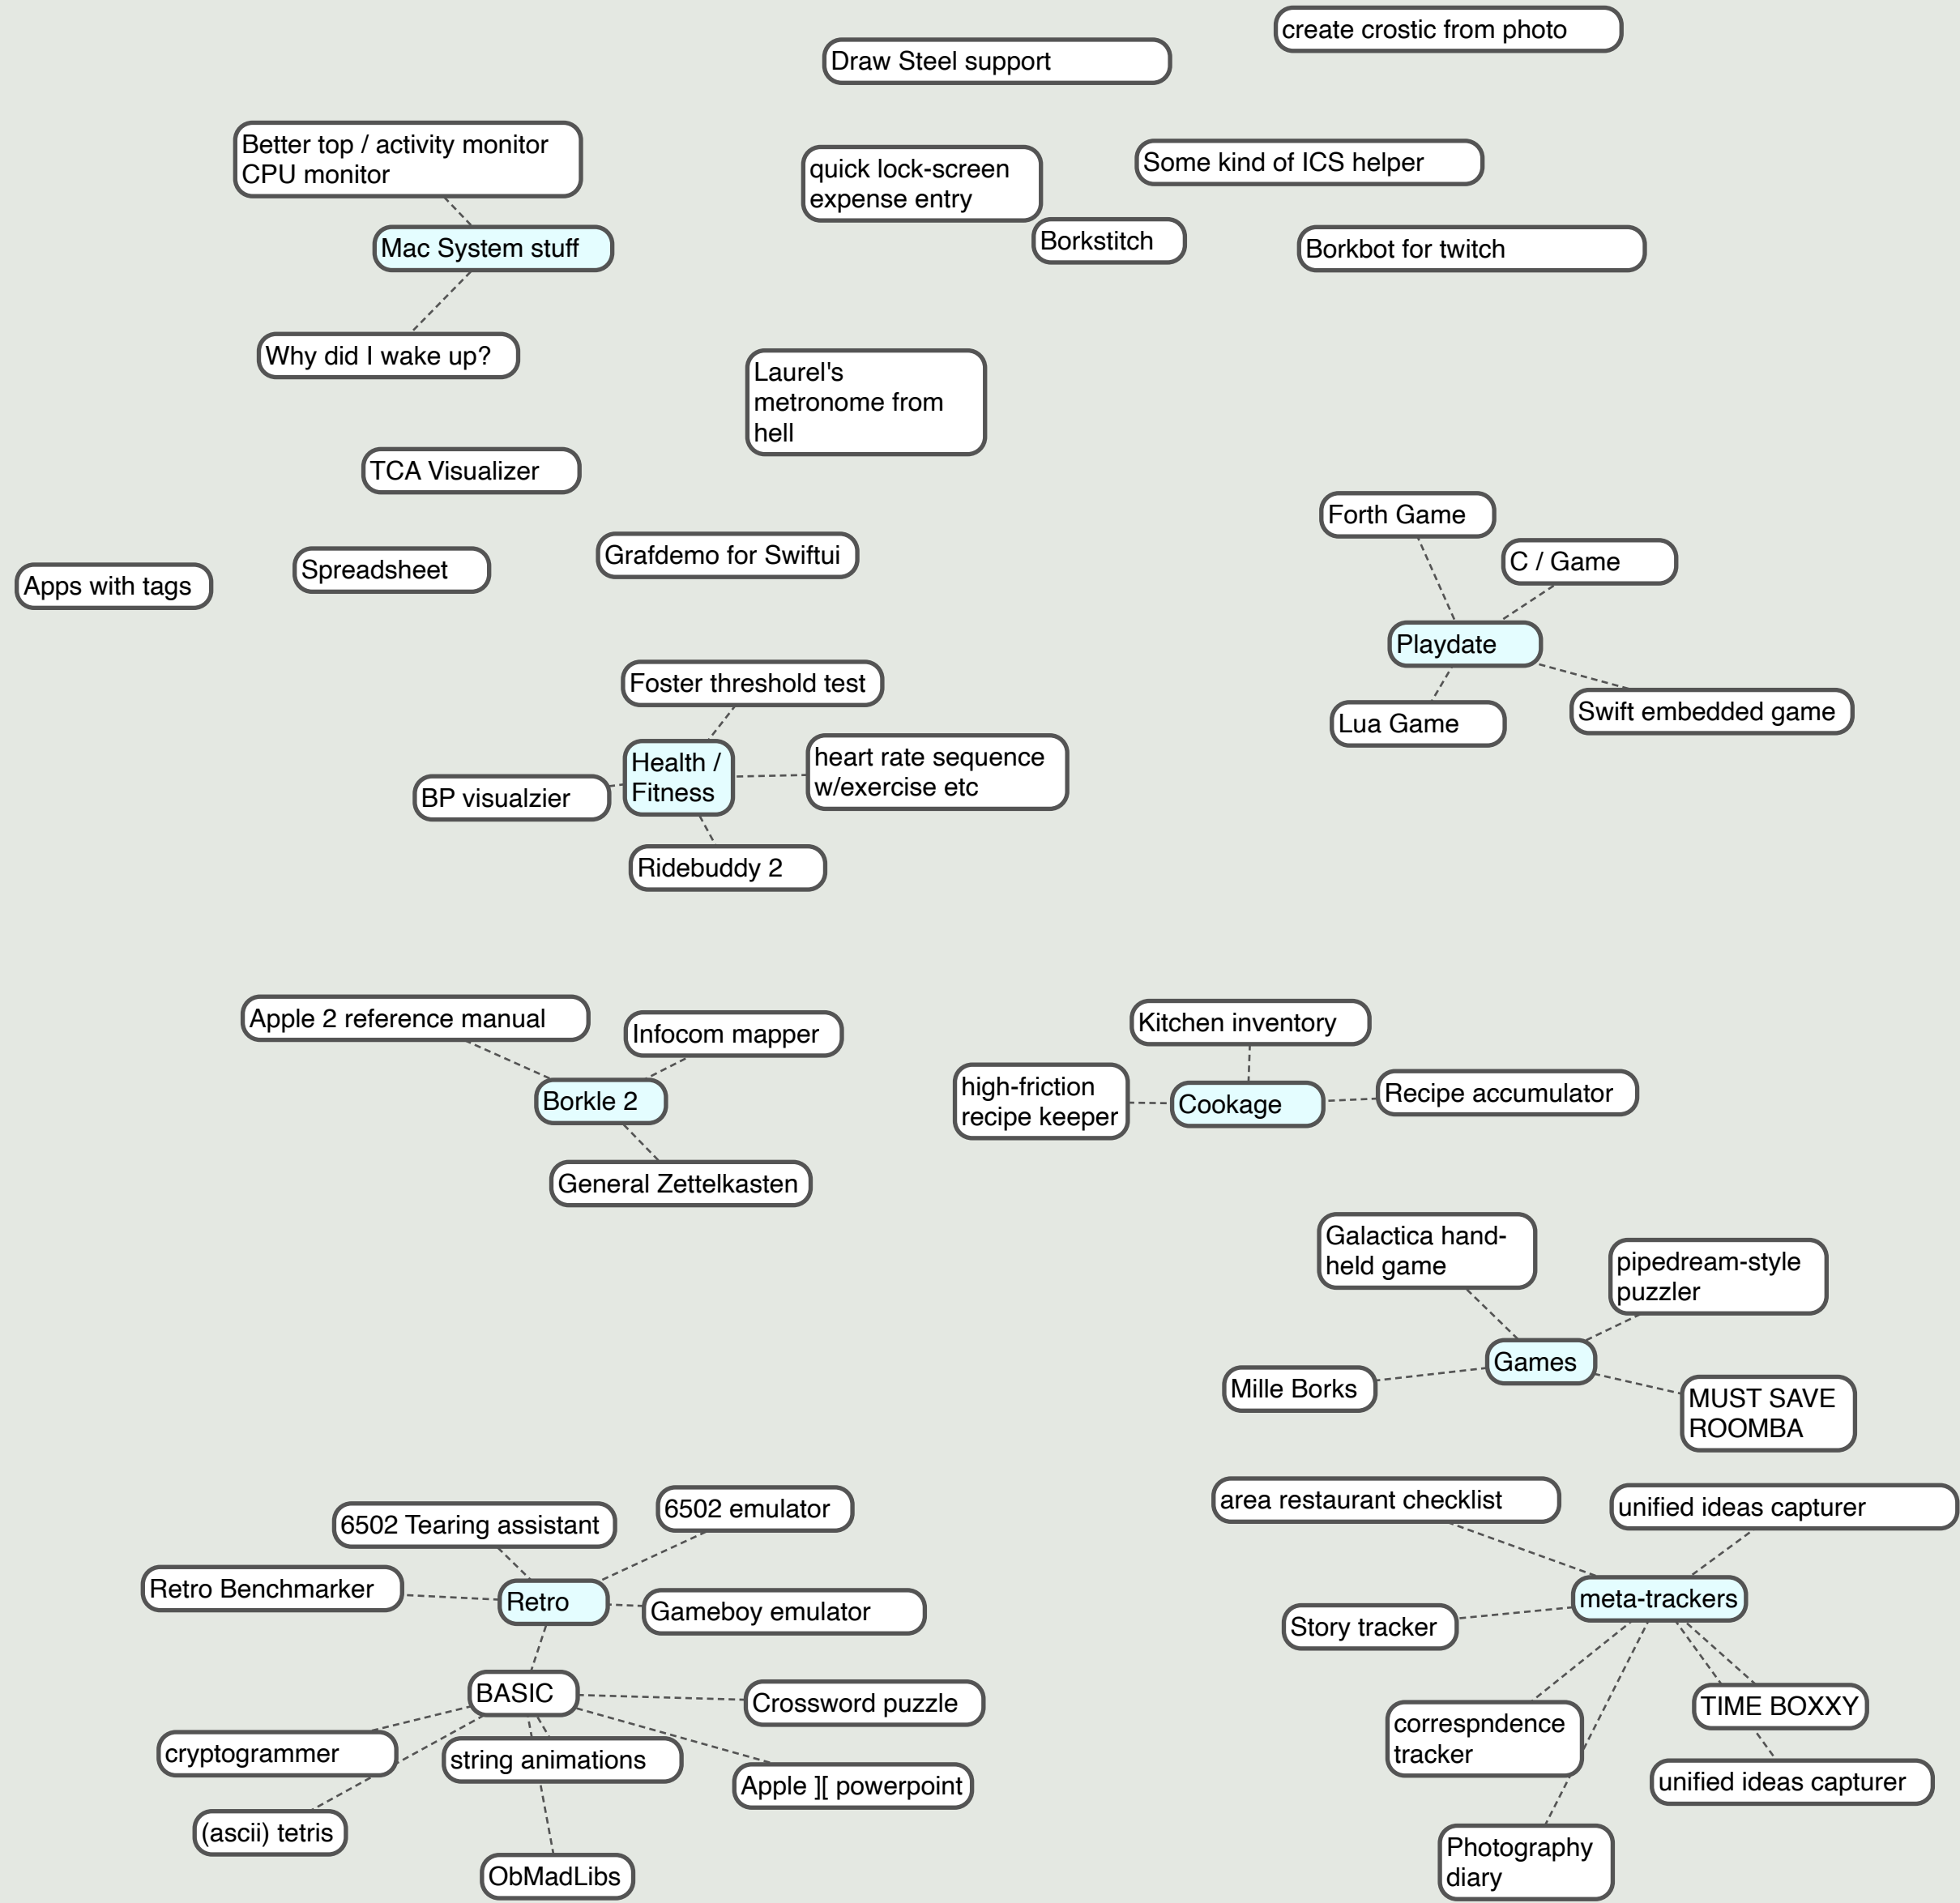 create crostic from photo
Draw Steel support
Better top / activity monitor
CPU monitor
quick lock-screen
expense entry
Some kind of ICS helper
Mac System stuff
Borkstitch
Borkbot for twitch
Why did I wake up?
Laurel's
metronome from
hell
TCA Visualizer
Forth Game
C / Game
Grafdemo for Swiftui
Spreadsheet
Apps with tags
Playdate
Foster threshold test
Swift embedded game
Lua Game
Health /
Fitness
heart rate sequence
w/exercise etc
BP visualzier
Ridebuddy 2
Apple 2 reference manual
Infocom mapper
Kitchen inventory
high-friction
recipe keeper
Borkle 2
Cookage
Recipe accumulator
General Zettelkasten
Galactica hand-
held game
pipedream-style
puzzler
Games
Mille Borks
MUST SAVE
ROOMBA
area restaurant checklist
unified ideas capturer
6502 Tearing assistant
6502 emulator
Retro Benchmarker
Retro
Gameboy emulator
meta-trackers
Story tracker
BASIC
Crossword puzzle
TIME BOXXY
correspndence
tracker
cryptogrammer
string animations
Apple ][ powerpoint
unified ideas capturer
(ascii) tetris
ObMadLibs
Photography
diary